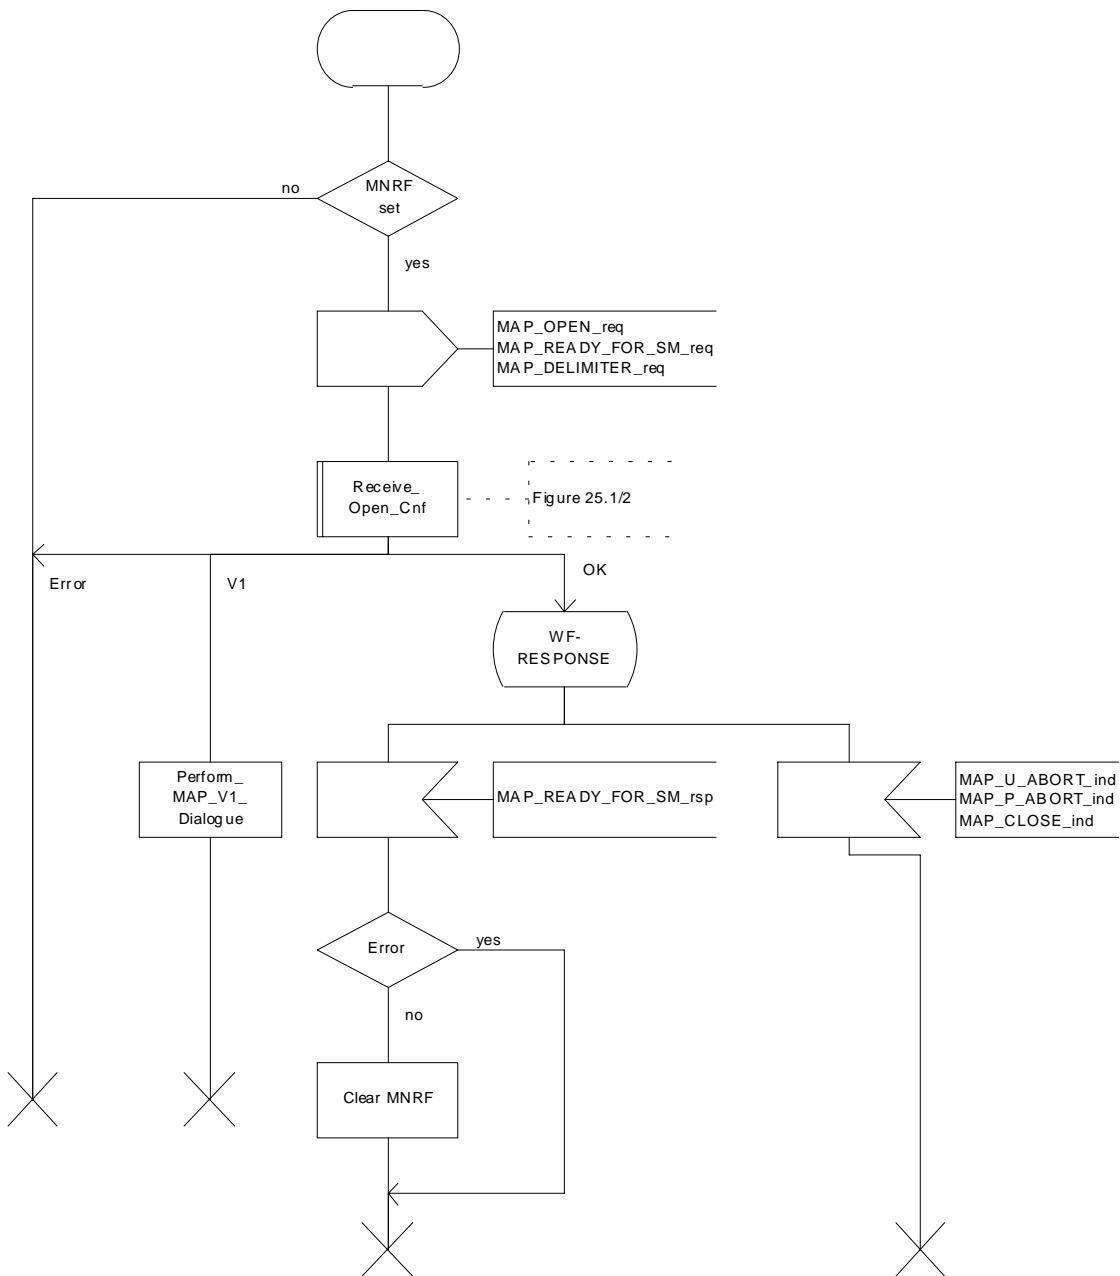 no
MNRF
set
yes
MAP_OPEN_req
MAP_READY_FOR_SM_req
MAP_DELIMITER_req
Receive_
Open_Cnf
Figure 25.1/2
Error
V1
OK
WF-
RESPONSE
Perform_
MAP_V1_
Dialogue
MAP_READY_FOR_SM_rsp
MAP_U_ABORT_ind
MAP_P_ABORT_ind
MAP_CLOSE_ind
Error
yes
no
Clear MNRF